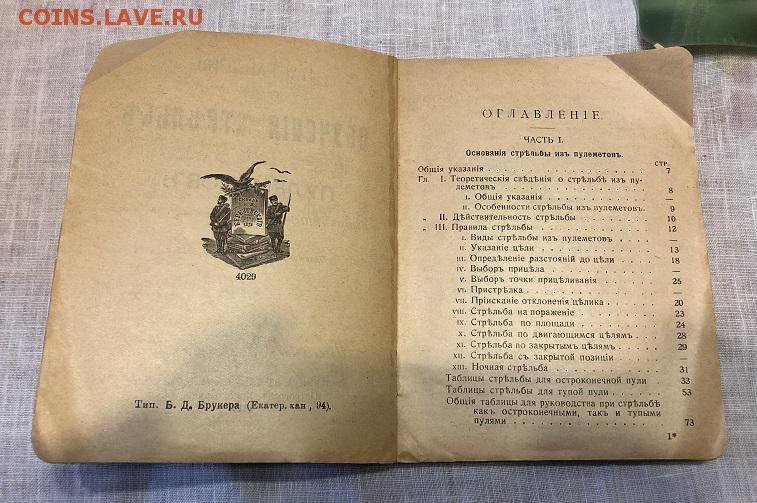 COINS.LAVE.RU
4029
Тип. Б. Д. Брукера (Екатер. кан , 94).
ОГЛАВЛЕНІЕ.
ЧАСТЬ I.
Основанія стрѣльбы изъ пулеметовъ.
СТР.
Общія указанія . . . . . . . . . . . . . . . . 7
Гл. I. Теоретическія свѣдѣнія о стрѣльбѣ изъ пу-
леметовъ . . . . . . . . . . . . . . . 8
I. Общія указанія . . . . . . . . . . . —
II. Особенности стрѣльбы изъ пулеметовъ. 9
„ II. Дѣйствительность стрѣльбы . . . . . . . 10
„ III. Правила стрѣльбы . . . . . . . . . . . 12
I. Виды стрѣльбы изъ пулеметовъ . . . . —
II. Указаніе цѣли . . . . . . . . . . . 13
III. Опредѣленіе разстояній до цѣли . . . 18
IV. Выборъ прицѣла . . . . . . . . . . —
V. Выборъ точки прицѣливанія . . . . . 25
VI. Пристрѣлка . . . . . . . . . . . . —
VII. Пріисканіе отклоненія цѣлика . . . . 20
VIII. Стрѣльба на пораженіе . . . . . . . 23
IX. Стрѣльба по площади . . . . . . . . 24
X. Стрѣльба по двигающимся цѣлямъ . . . 28
XI. Стрѣльба по закрытымъ цѣлямъ . . . . 29
XII. Стрѣльба съ закрытой позиціи . . . . —
XIII. Ночная стрѣльба . . . . . . . . . . 31
Таблицы стрѣльбы для остроконечной пули . . 33
Таблицы стрѣльбы для тупой пули . . . . . . 53
Общія таблицы для руководства при стрѣльбѣ
какъ остроконечными, такъ и тупыми
пулями . . . . . . . . . . . . . . . . 73
1*